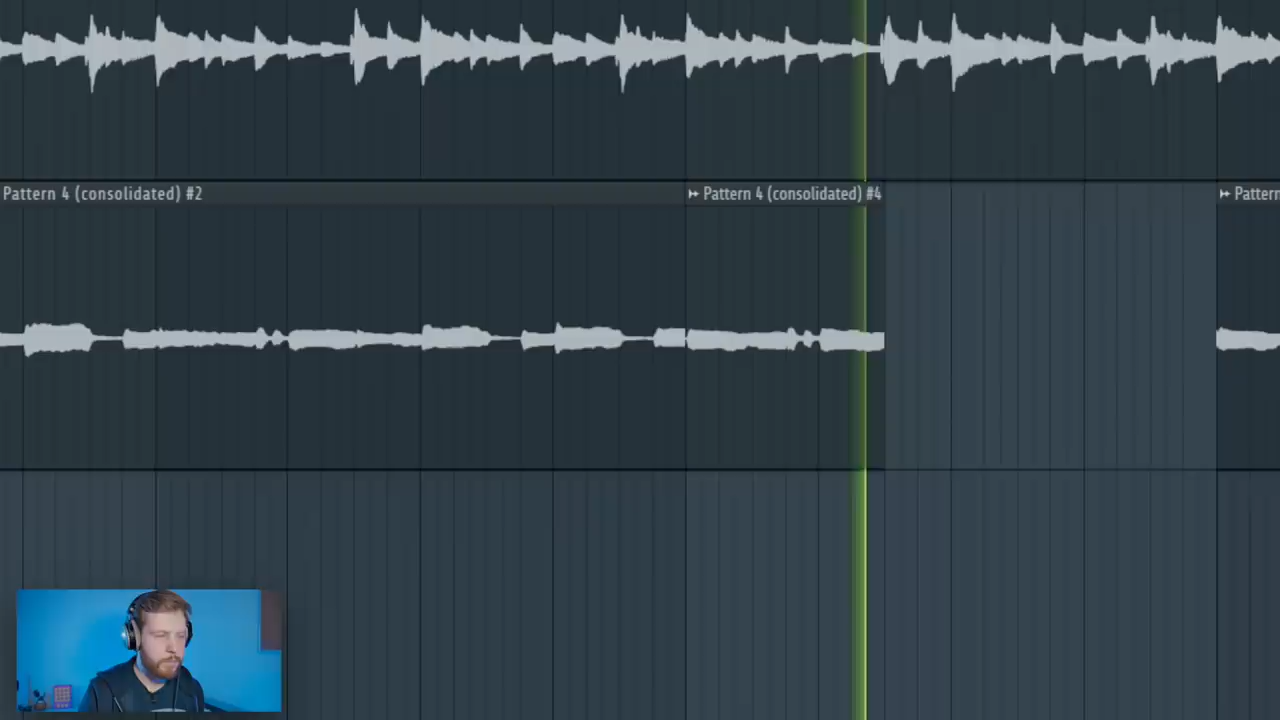 Pattern 4 (consolidated) #2
Pattern 4 (consolidated) #4
Pattern